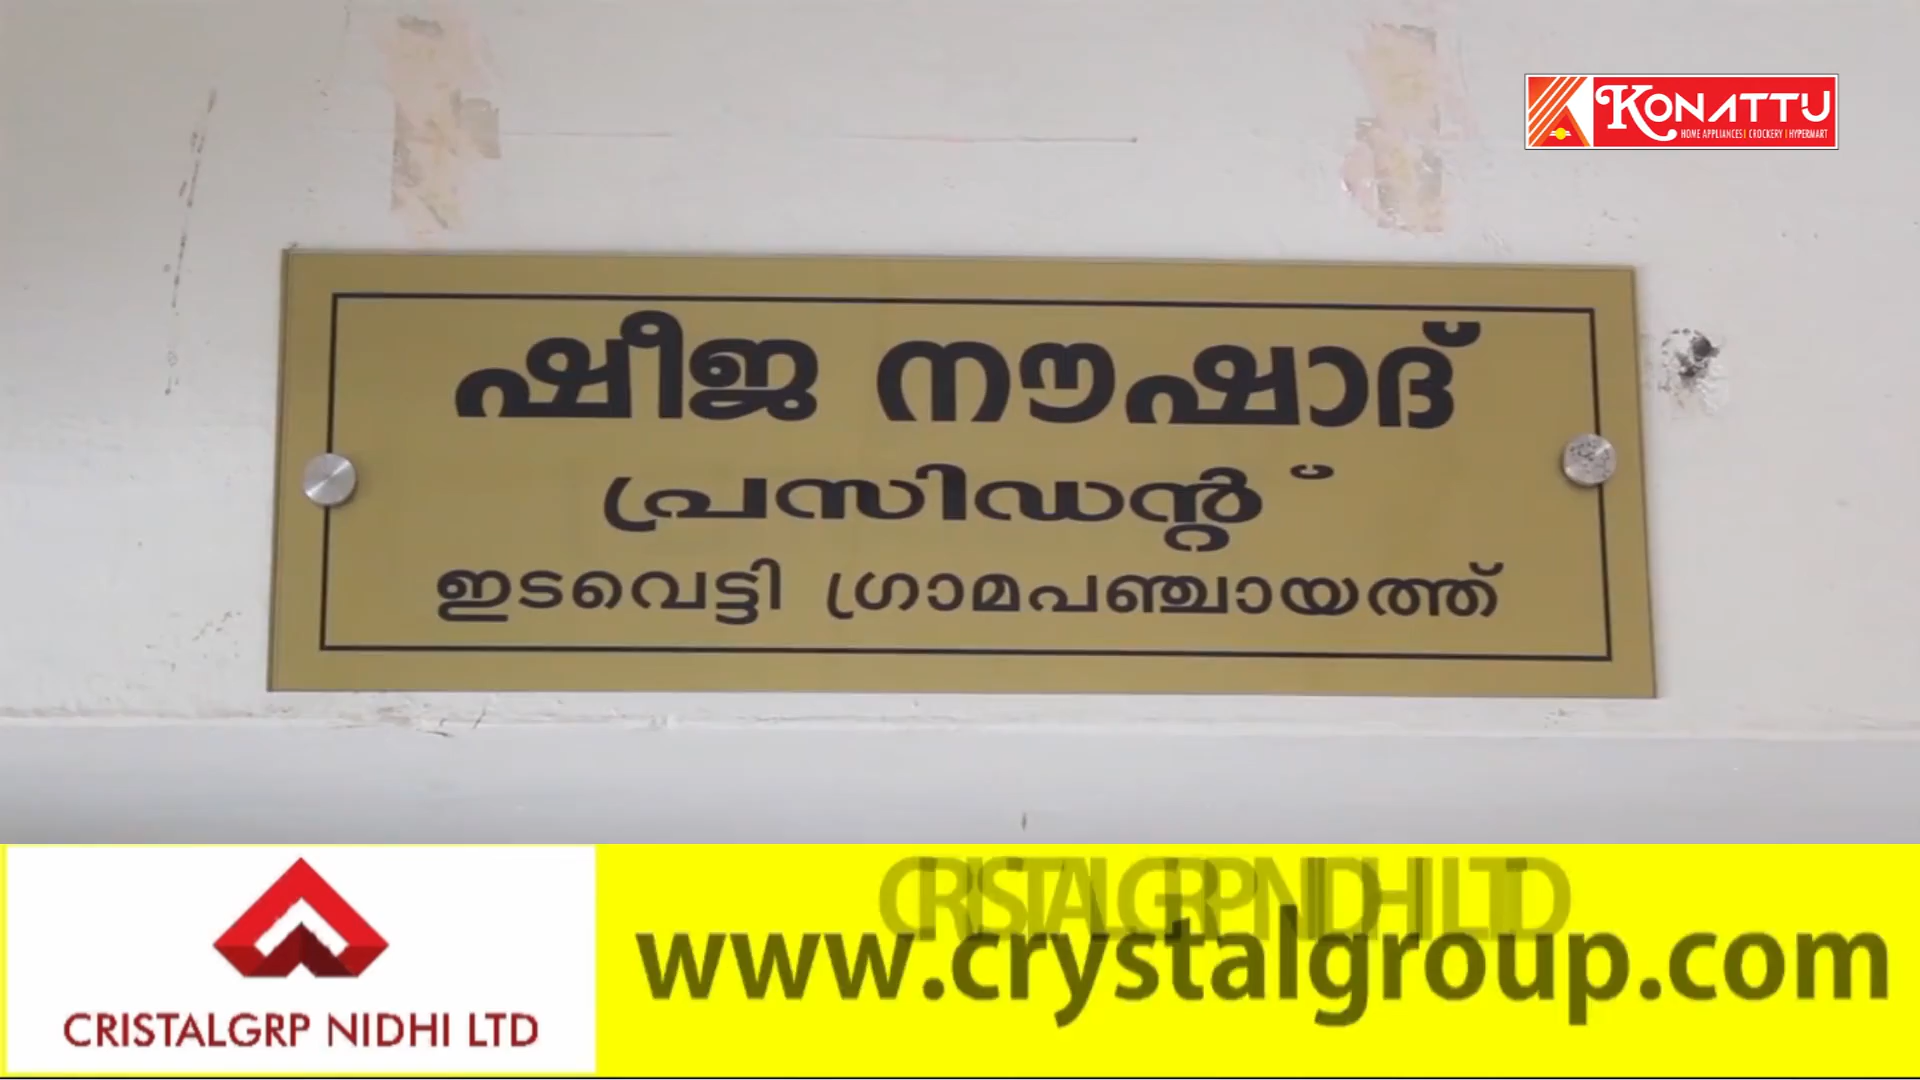 KONATTU
HOME APPLIANCES | CROCKERY | HYPERMART
ഷീജ നൗഷാദ്
പ്രസിഡന്റ്
ഇടവെട്ടി ഗ്രാമപഞ്ചായത്ത്
CRISTALGRP NIDHI LTD
www.crystalgroup.com
CRISTALGRP NIDHI LTD